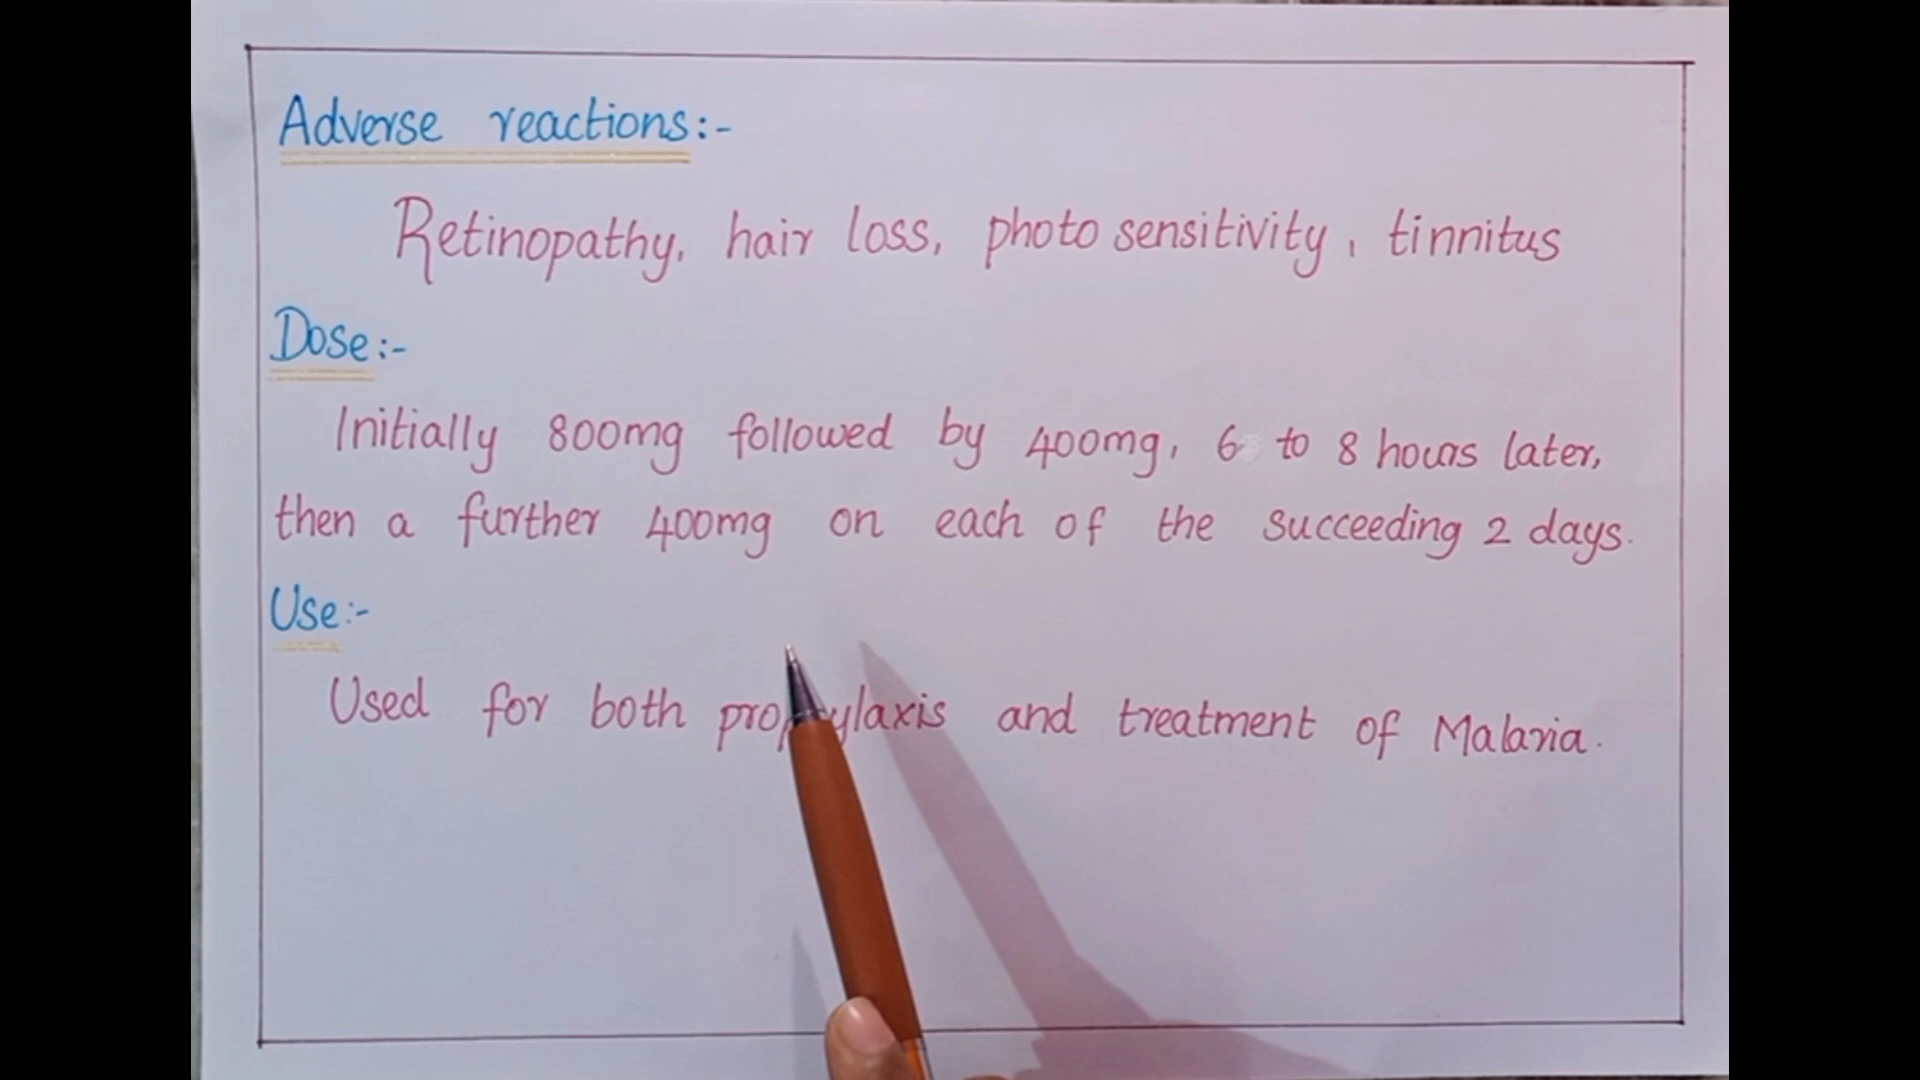 Adverse reactions:-
Retinopathy, hair loss, photo sensitivity, tinnitus
Dose:-
Initially 800mg followed by 400mg, 6 to 8 hours later,
then a further 400mg on each of the succeeding 2 days.
Use:-
Used for both prophylaxis and treatment of Malaria.